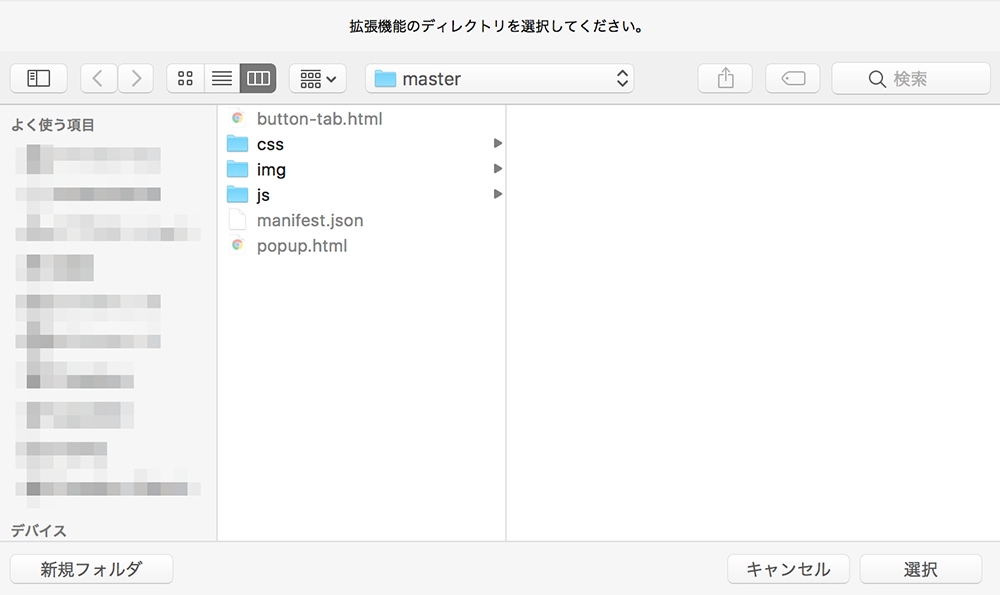 拡張機能のディレクトリを選択してください。
master
検索
よく使う項目
デバイス
button-tab.html
css
img
js
manifest.json
popup.html
新規フォルダ
キャンセル
選択